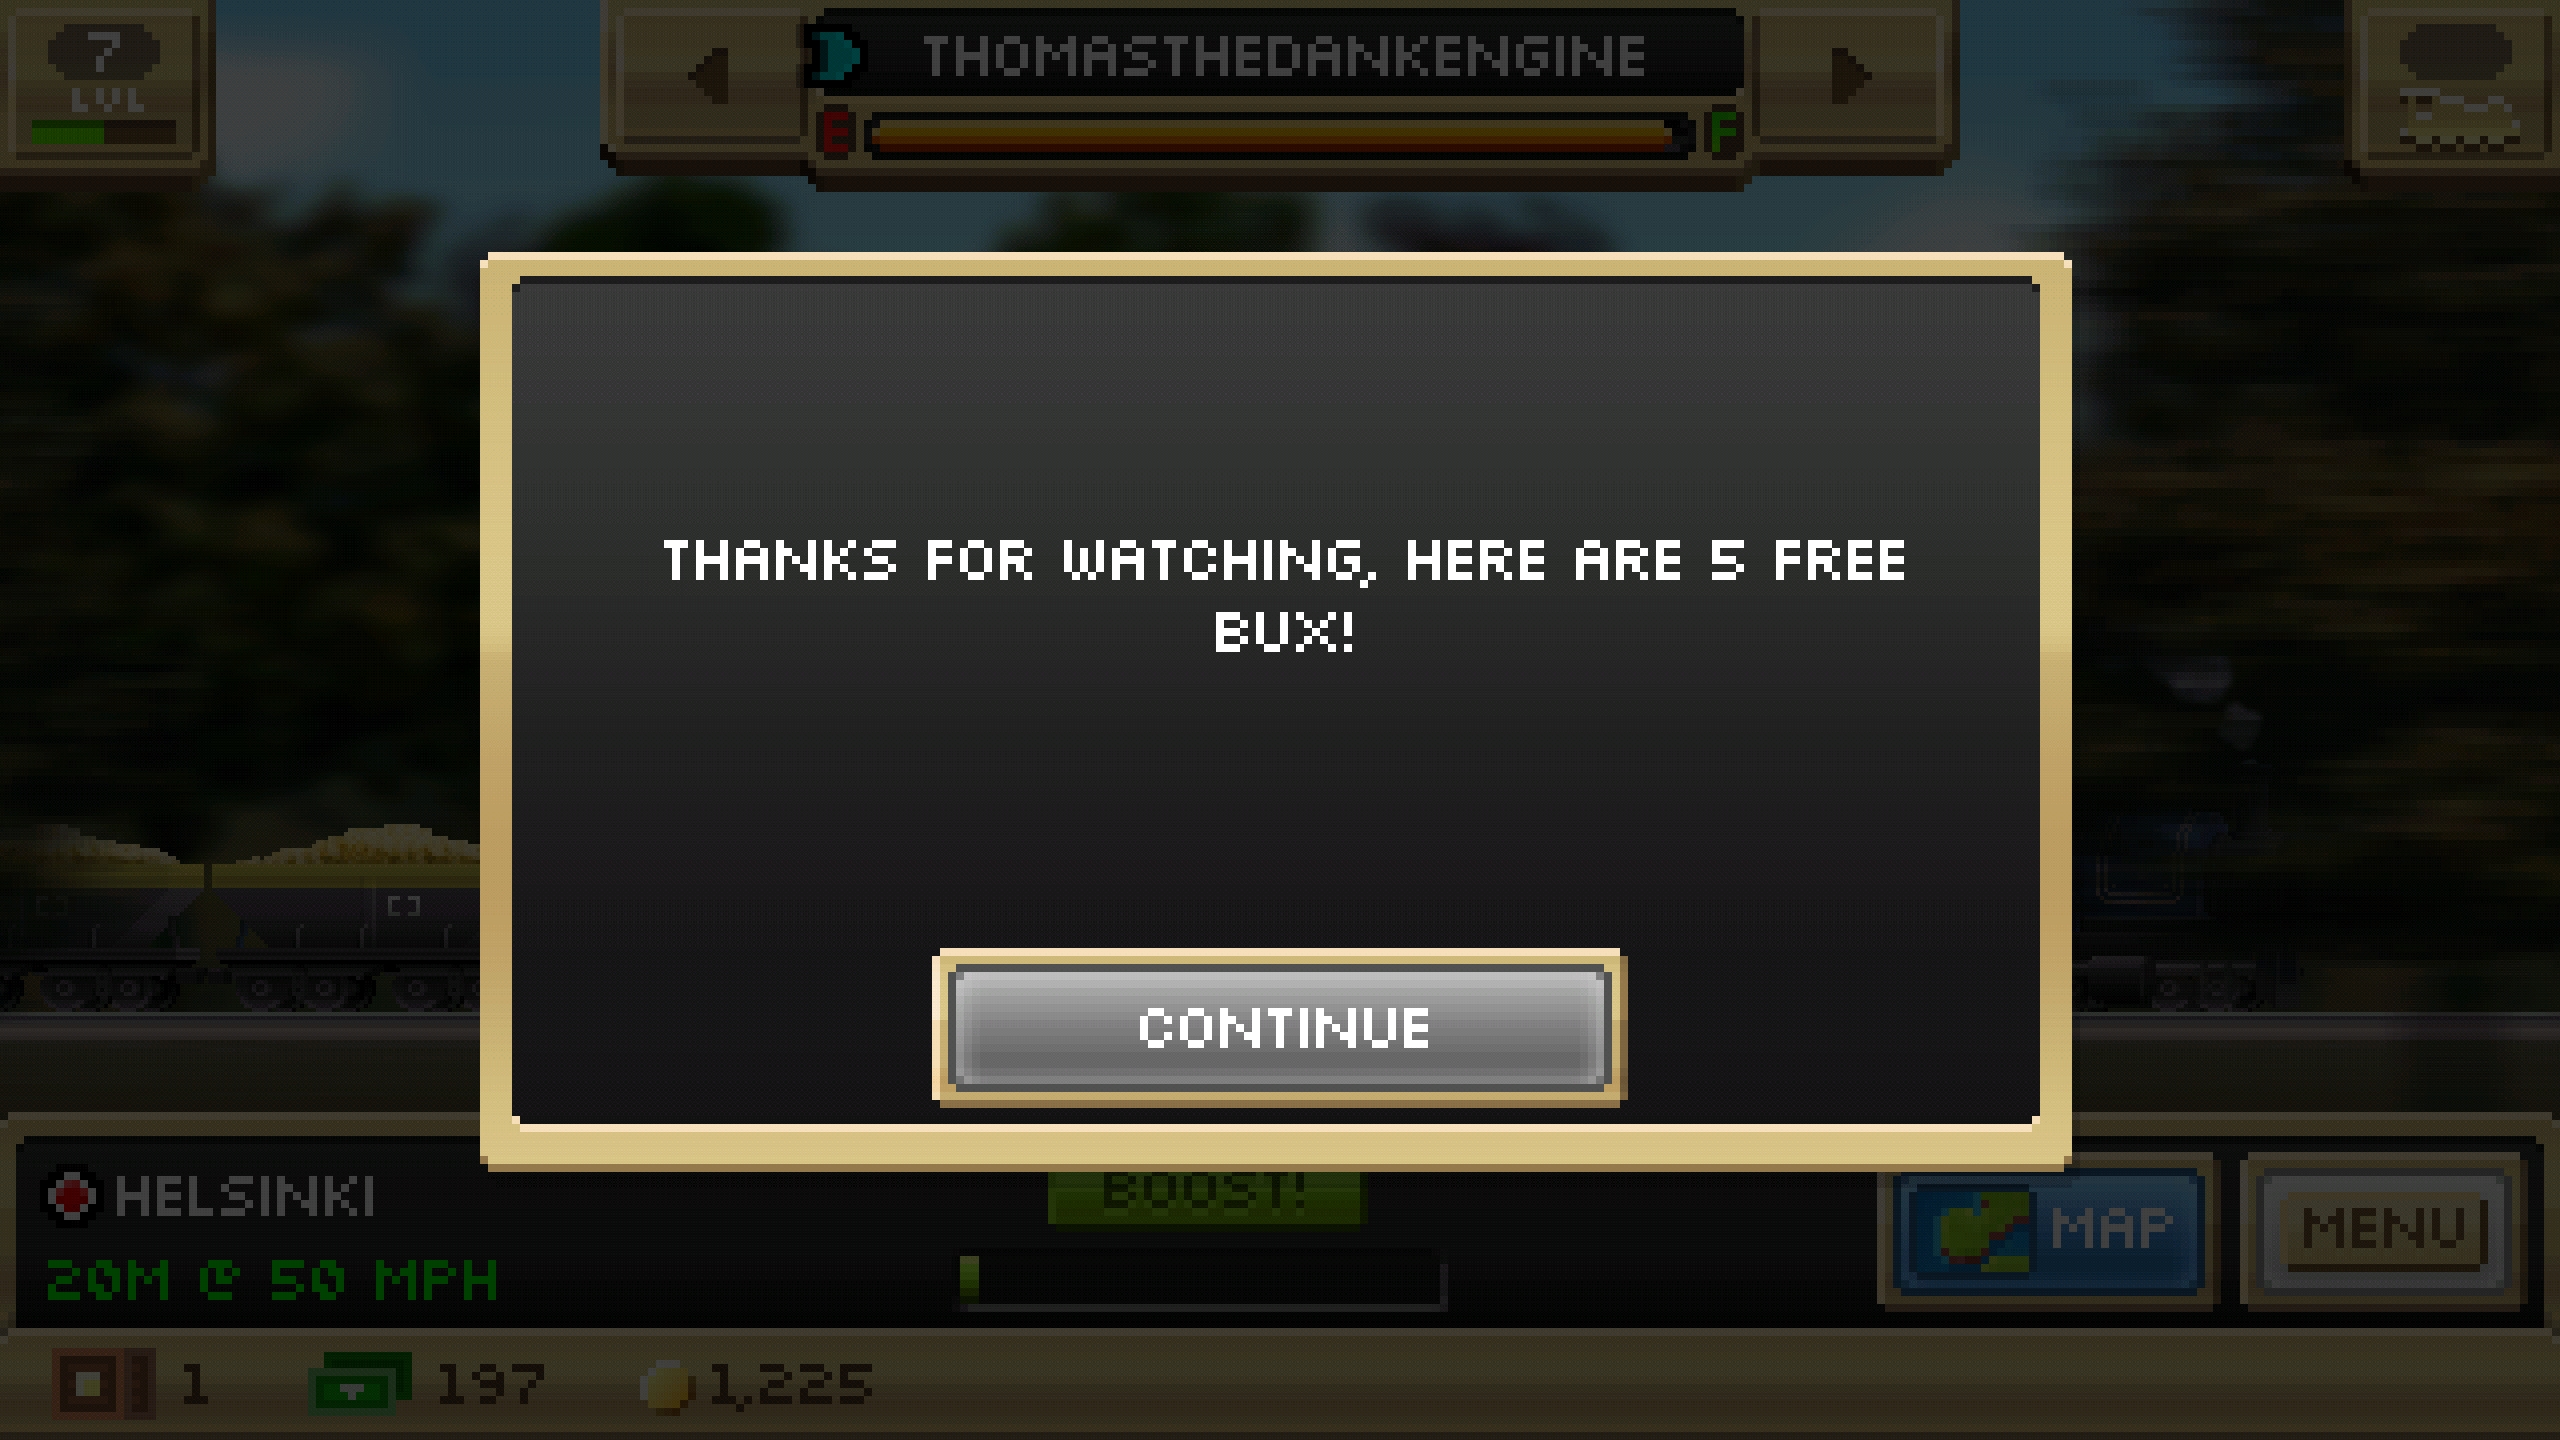 7
LVL
THOMASTHEDANKENGINE
E F
THANKS FOR WATCHING, HERE ARE 5 FREE
BUX!
CONTINUE
HELSINKI
20M @ 50 MPH
BOOST!
MAP
MENU
1 197 1,225